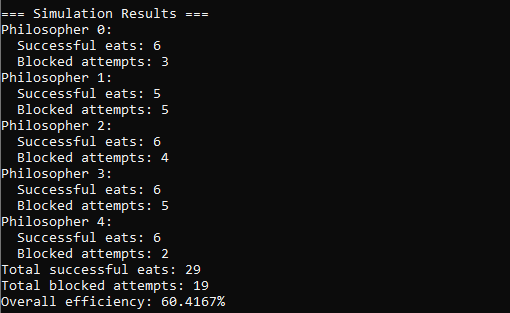 === Simulation Results ===
Philosopher 0:
  Successful eats: 6
  Blocked attempts: 3
Philosopher 1:
  Successful eats: 5
  Blocked attempts: 5
Philosopher 2:
  Successful eats: 6
  Blocked attempts: 4
Philosopher 3:
  Successful eats: 6
  Blocked attempts: 5
Philosopher 4:
  Successful eats: 6
  Blocked attempts: 2
Total successful eats: 29
Total blocked attempts: 19
Overall efficiency: 60.4167%